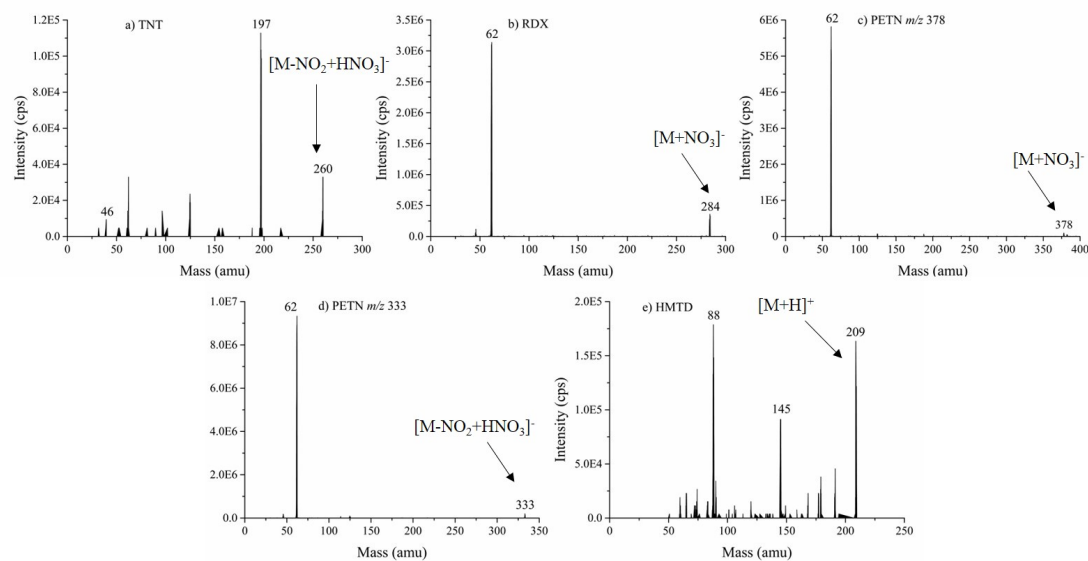 a) TNT
1.2E5
1.0E5
8.0E4
6.0E4
4.0E4
2.0E4
0.0
Intensity (cps)
197
[M-NO₂+HNO₃]⁻
260
46
0 50 100 150 200 250 300
Mass (amu)
b) RDX
3.5E6
3.0E6
2.5E6
2.0E6
1.5E6
1.0E6
5.0E5
0.0
Intensity (cps)
62
[M+NO₃]⁻
284
0 50 100 150 200 250 300
Mass (amu)
c) PETN m/z 378
6E6
5E6
4E6
3E6
2E6
1E6
0
Intensity (cps)
62
[M+NO₃]⁻
378
0 50 100 150 200 250 300 350 400
Mass (amu)
d) PETN m/z 333
1.0E7
8.0E6
6.0E6
4.0E6
2.0E6
0.0
Intensity (cps)
62
[M-NO₂+HNO₃]⁻
333
0 50 100 150 200 250 300 350
Mass (amu)
e) HMTD
2.0E5
1.5E5
1.0E5
5.0E4
0.0
Intensity (cps)
88
[M+H]⁺
209
145
0 50 100 150 200 250
Mass (amu)